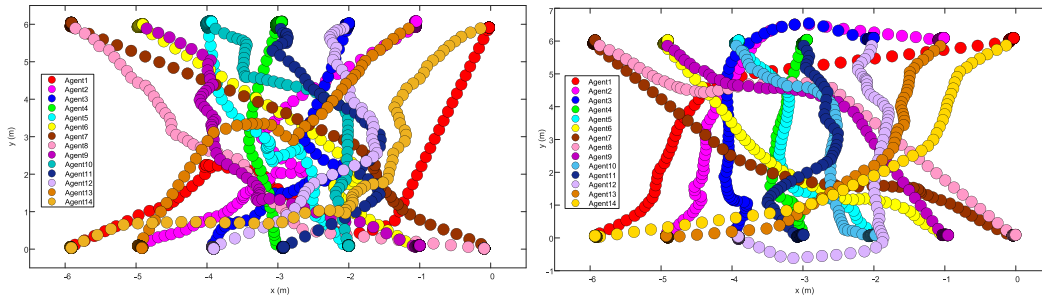 6
5
4
3
2
1
0
y (m)
Agent1
Agent2
Agent3
Agent4
Agent5
Agent6
Agent7
Agent8
Agent9
Agent10
Agent11
Agent12
Agent13
Agent14
-6 -5 -4 -3 -2 -1 0
x (m)
7
6
5
4
3
2
1
0
-1
y (m)
Agent1
Agent2
Agent3
Agent4
Agent5
Agent6
Agent7
Agent8
Agent9
Agent10
Agent11
Agent12
Agent13
Agent14
-6 -5 -4 -3 -2 -1 0
x (m)